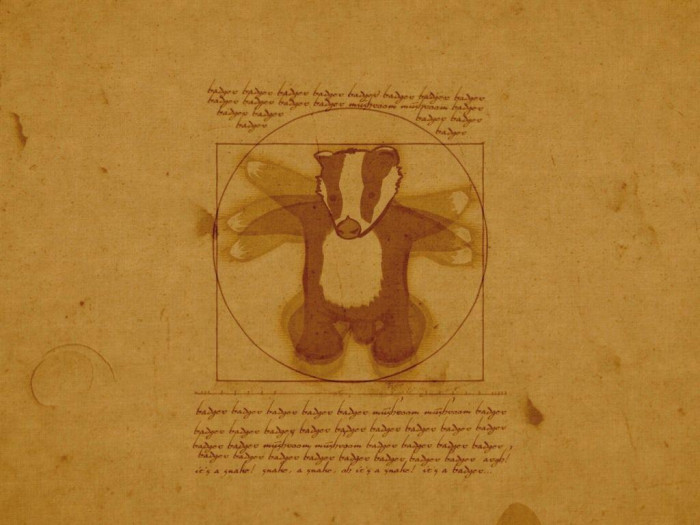 badger badger badger badger badger badger badger badger
badger badger badger badger mushroom mushroom badger
badger badger badger badger
badger badger
badger badger badger badger badger mushroom mushroom badger
badger badger badger badger badger badger badger badger badger
badger badger mushroom mushroom badger badger badger badger
badger badger badger badger badger badger badger badger argh!
it's a snake! snake, a snake, oh it's a snake! it's a badger...